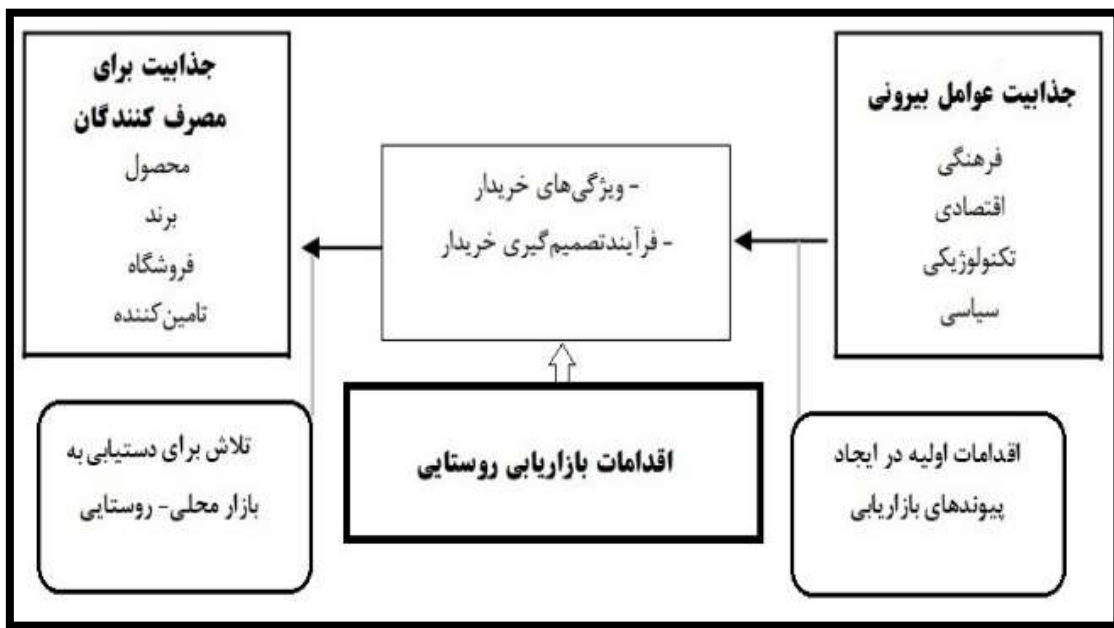 جذابیت عوامل بیرونی
فرهنگی
اقتصادی
تکنولوژیکی
سیاسی
- ویژگی‌های خریدار
- فرآیندتصمیم‌گیری خریدار
جذابیت برای
مصرف کنندگان
محصول
برند
فروشگاه
تامین‌کننده
اقدامات اولیه در ایجاد
پیوندهای بازاریابی
اقدامات بازاریابی روستایی
تلاش برای دستیابی به
بازار محلی- روستایی